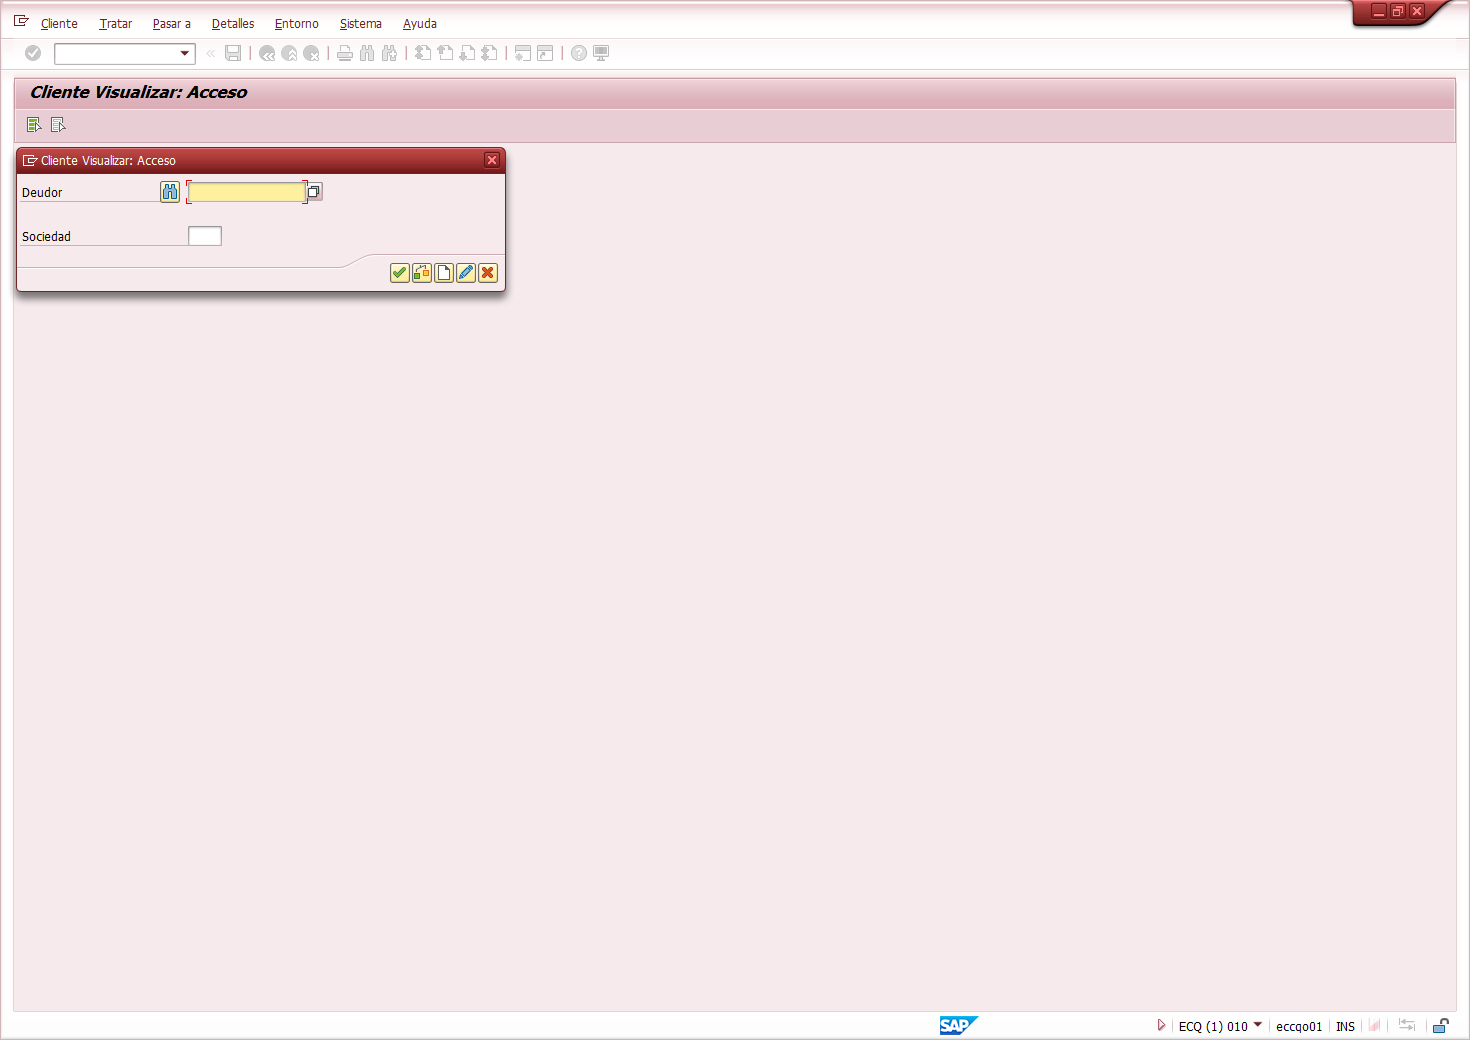 Cliente Tratar Pasar a Detalles Entorno Sistema Ayuda
Cliente Visualizar: Acceso
Cliente Visualizar: Acceso
Deudor
Sociedad
SAP ECQ (1) 010 eccqo01 INS